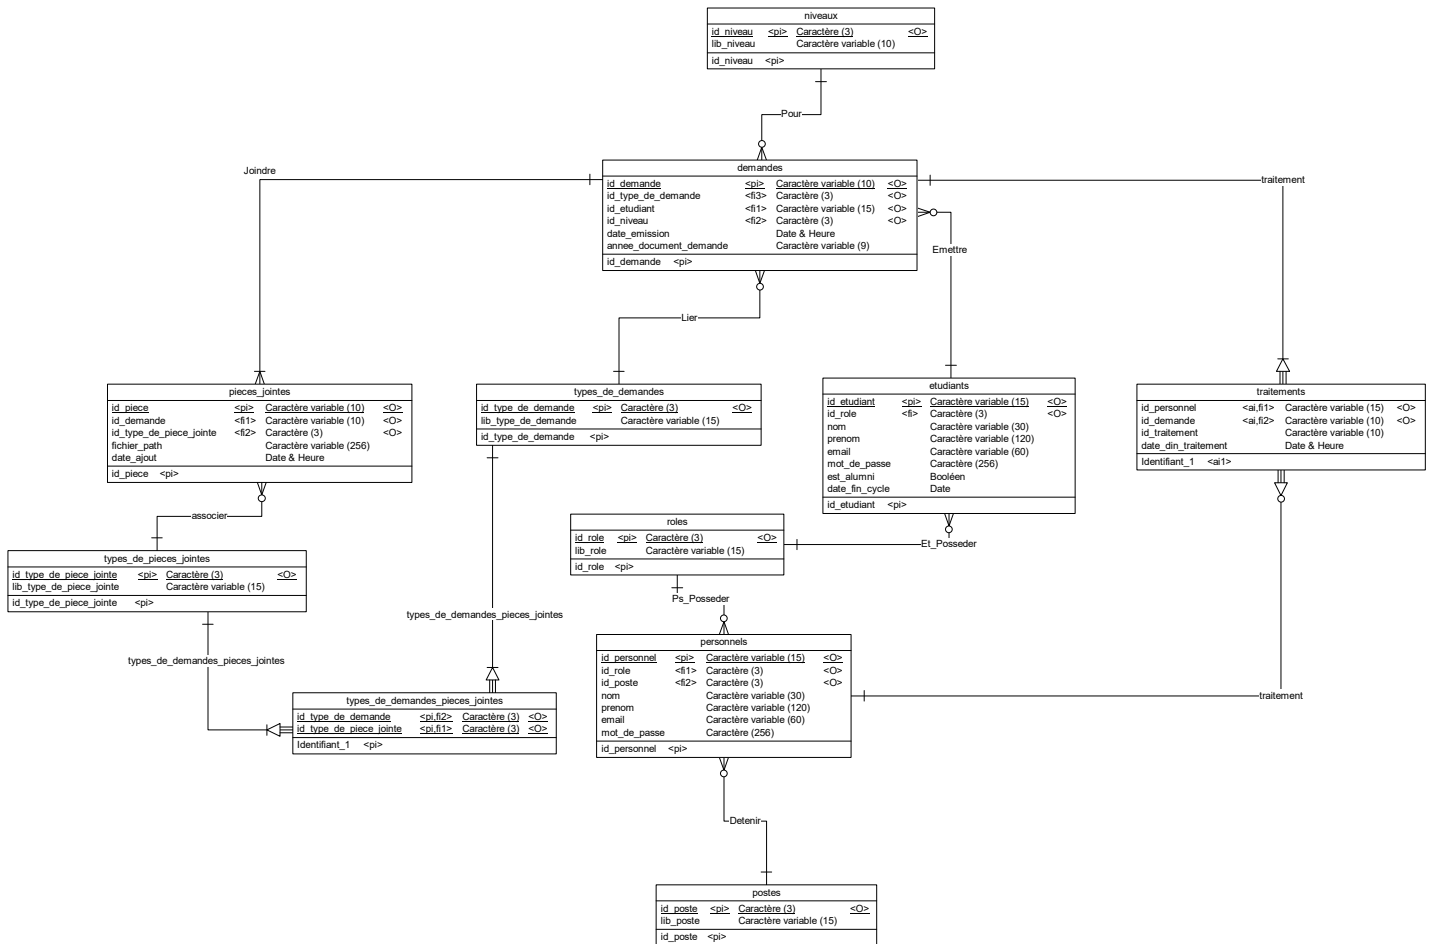 niveaux
id_niveau <pi> Caractère (3) <O>
lib_niveau Caractère variable (10)
id_niveau <pi>
Pour
demandes
id_demande <pi> Caractère variable (10) <O>
id_type_de_demande <fi3> Caractère (3) <O>
id_etudiant <fi1> Caractère variable (15) <O>
id_niveau <fi2> Caractère (3) <O>
date_emission Date & Heure
annee_document_demande Caractère variable (9)
id_demande <pi>
Joindre
traitement
Emettre
Lier
pieces_jointes
id_piece <pi> Caractère variable (10) <O>
id_demande <fi1> Caractère variable (10) <O>
id_type_de_piece_jointe <fi2> Caractère (3) <O>
fichier_path Caractère variable (256)
date_ajout Date & Heure
id_piece <pi>
types_de_demandes
id_type_de_demande <pi> Caractère (3) <O>
lib_type_de_demande Caractère variable (15)
id_type_de_demande <pi>
etudiants
id_etudiant <pi> Caractère variable (15) <O>
id_role <fi> Caractère (3) <O>
nom Caractère variable (30)
prenom Caractère variable (120)
email Caractère variable (60)
mot_de_passe Caractère (256)
est_alumni Booléen
date_fin_cycle Date
id_etudiant <pi>
traitements
id_personnel <ai,fi1> Caractère variable (15) <O>
id_demande <ai,fi2> Caractère variable (10) <O>
id_traitement Caractère variable (10)
date_din_traitement Date & Heure
Identifiant_1 <ai1>
associer
roles
id_role <pi> Caractère (3) <O>
lib_role Caractère variable (15)
id_role <pi>
Et_Posseder
types_de_pieces_jointes
id_type_de_piece_jointe <pi> Caractère (3) <O>
lib_type_de_piece_jointe Caractère variable (15)
id_type_de_piece_jointe <pi>
Ps_Posseder
types_de_demandes_pieces_jointes
types_de_demandes_pieces_jointes
personnels
id_personnel <pi> Caractère variable (15) <O>
id_role <fi1> Caractère (3) <O>
id_poste <fi2> Caractère (3) <O>
nom Caractère variable (30)
prenom Caractère variable (120)
email Caractère variable (60)
mot_de_passe Caractère (256)
id_personnel <pi>
traitement
types_de_demandes_pieces_jointes
id_type_de_demande <pi,fi2> Caractère (3) <O>
id_type_de_piece_jointe <pi,fi1> Caractère (3) <O>
Identifiant_1 <pi>
Detenir
postes
id_poste <pi> Caractère (3) <O>
lib_poste Caractère variable (15)
id_poste <pi>